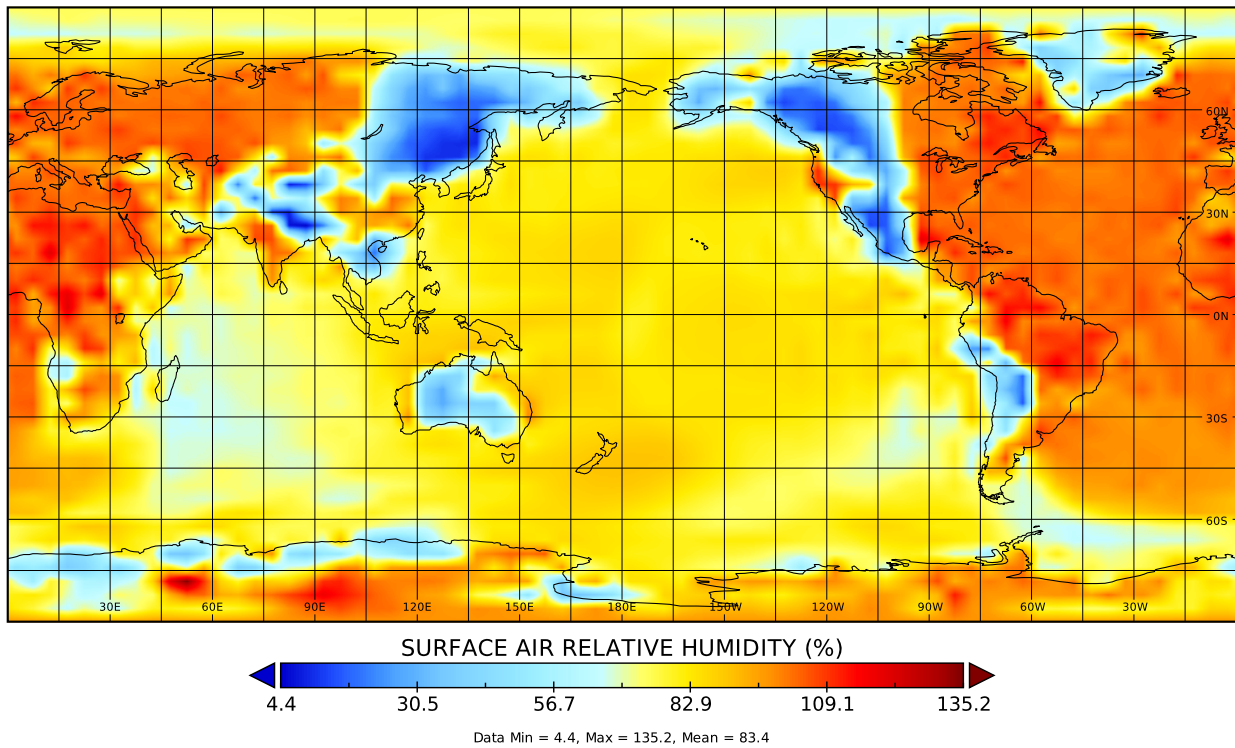 60N
30N
0N
30S
60S
30E 60E 90E 120E 150E 180E 150W 120W 90W 60W 30W
SURFACE AIR RELATIVE HUMIDITY (%)
4.4 30.5 56.7 82.9 109.1 135.2
Data Min = 4.4, Max = 135.2, Mean = 83.4